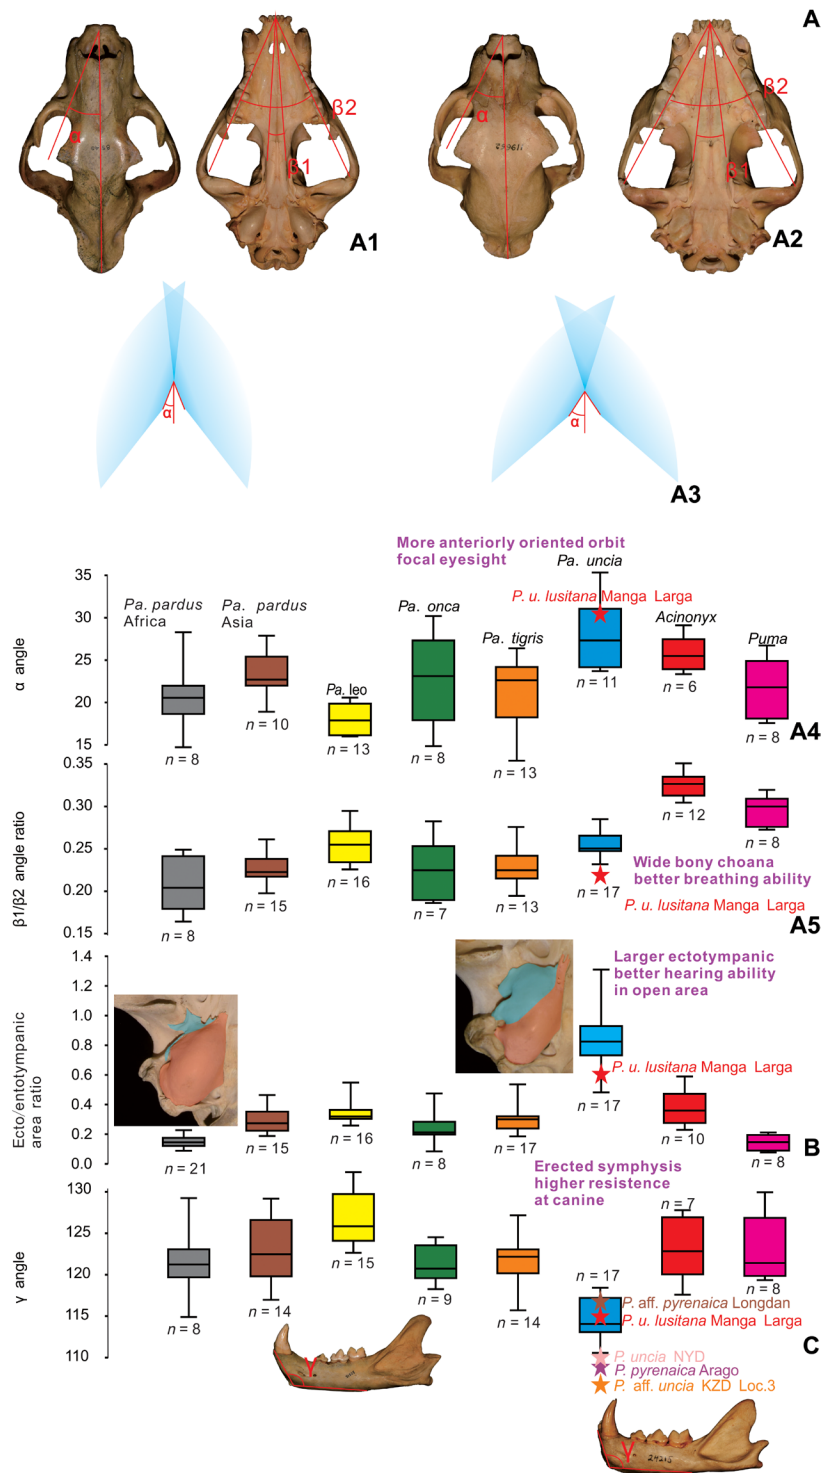 A
α
β1
β2
A1
α
299611
β1
β2
A2
α
α
A3
More anteriorly oriented orbit
focal eyesight
Pa. uncia
P. u. lusitana Manga Larga
Pa. pardus
Africa
Pa. pardus
Asia
Pa. leo
Pa. onca
Pa. tigris
Acinonyx
Puma
α angle
35
30
25
20
15
n = 8
n = 10
n = 13
n = 8
n = 13
n = 11
n = 6
n = 8
A4
β1/β2 angle ratio
0.35
0.30
0.25
0.20
0.15
n = 8
n = 15
n = 16
n = 7
n = 13
n = 17
n = 12
n = 8
Wide bony choana
better breathing ability
P. u. lusitana Manga Larga
A5
Larger ectotympanic
better hearing ability
in open area
Ecto/entotympanic
area ratio
1.4
1.2
1.0
0.8
0.6
0.4
0.2
0.0
P. u. lusitana Manga Larga
n = 21
n = 15
n = 16
n = 8
n = 17
n = 17
n = 10
n = 8
B
Erected symphysis
higher resistance
at canine
γ angle
130
125
120
115
110
n = 8
n = 14
n = 15
n = 9
n = 14
n = 17
n = 7
n = 8
P. aff. pyrenaica Longdan
P. u. lusitana Manga Larga
P. uncia NYD
P. pyrenaica Arago
P. aff. uncia KZD Loc.3
C
γ
γ
24215